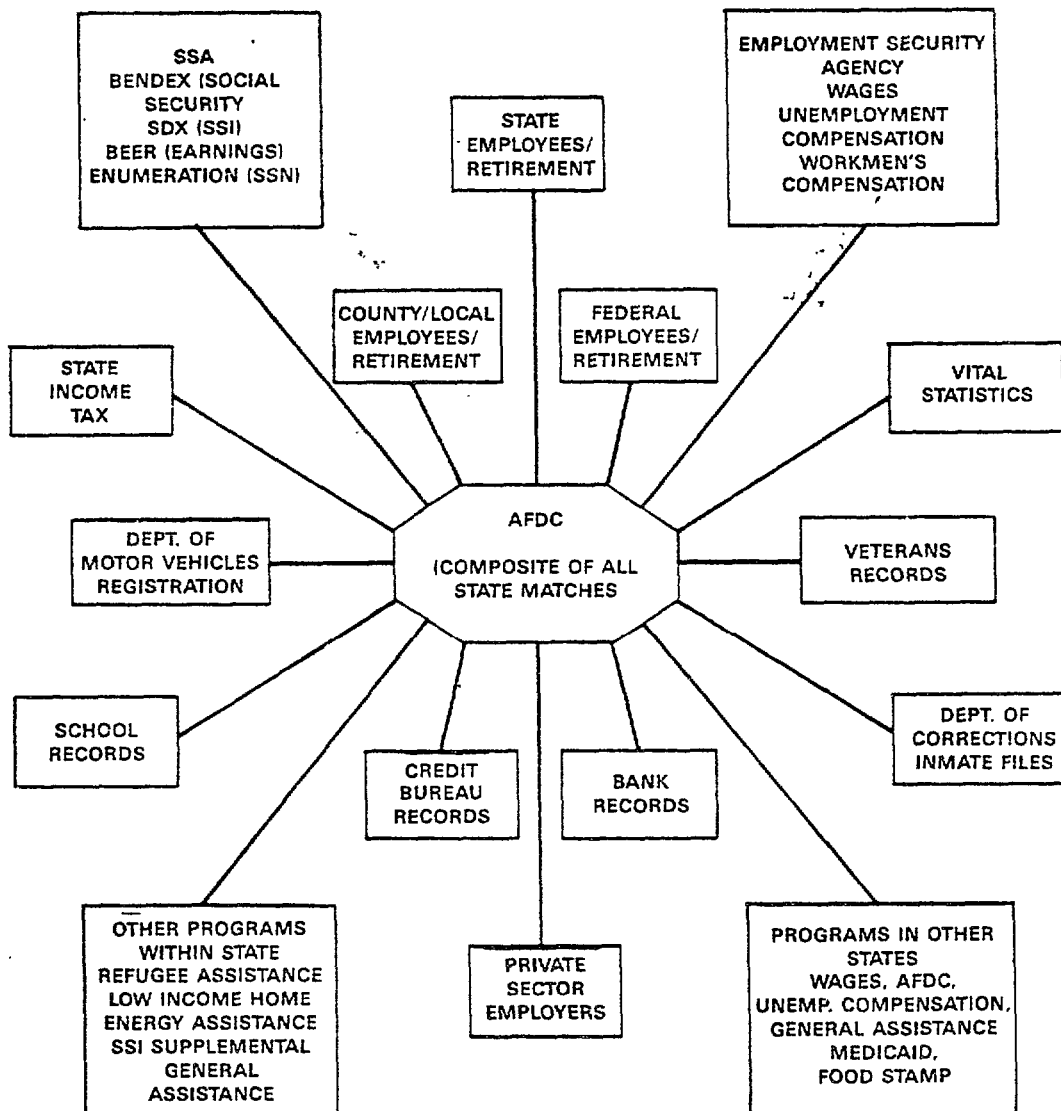 SSA
BENDEX (SOCIAL
SECURITY
SDX (SSI)
BEER (EARNINGS)
ENUMERATION (SSN)
STATE
EMPLOYEES/
RETIREMENT
EMPLOYMENT SECURITY
AGENCY
WAGES
UNEMPLOYMENT
COMPENSATION
WORKMEN'S
COMPENSATION
COUNTY/LOCAL
EMPLOYEES/
RETIREMENT
FEDERAL
EMPLOYEES/
RETIREMENT
STATE
INCOME
TAX
VITAL
STATISTICS
AFDC
(COMPOSITE OF ALL
STATE MATCHES
DEPT. OF
MOTOR VEHICLES
REGISTRATION
VETERANS
RECORDS
SCHOOL
RECORDS
CREDIT
BUREAU
RECORDS
BANK
RECORDS
DEPT. OF
CORRECTIONS
INMATE FILES
OTHER PROGRAMS
WITHIN STATE
REFUGEE ASSISTANCE
LOW INCOME HOME
ENERGY ASSISTANCE
SSI SUPPLEMENTAL
GENERAL
ASSISTANCE
PRIVATE
SECTOR
EMPLOYERS
PROGRAMS IN OTHER
STATES
WAGES, AFDC,
UNEMP. COMPENSATION,
GENERAL ASSISTANCE
MEDICAID,
FOOD STAMP